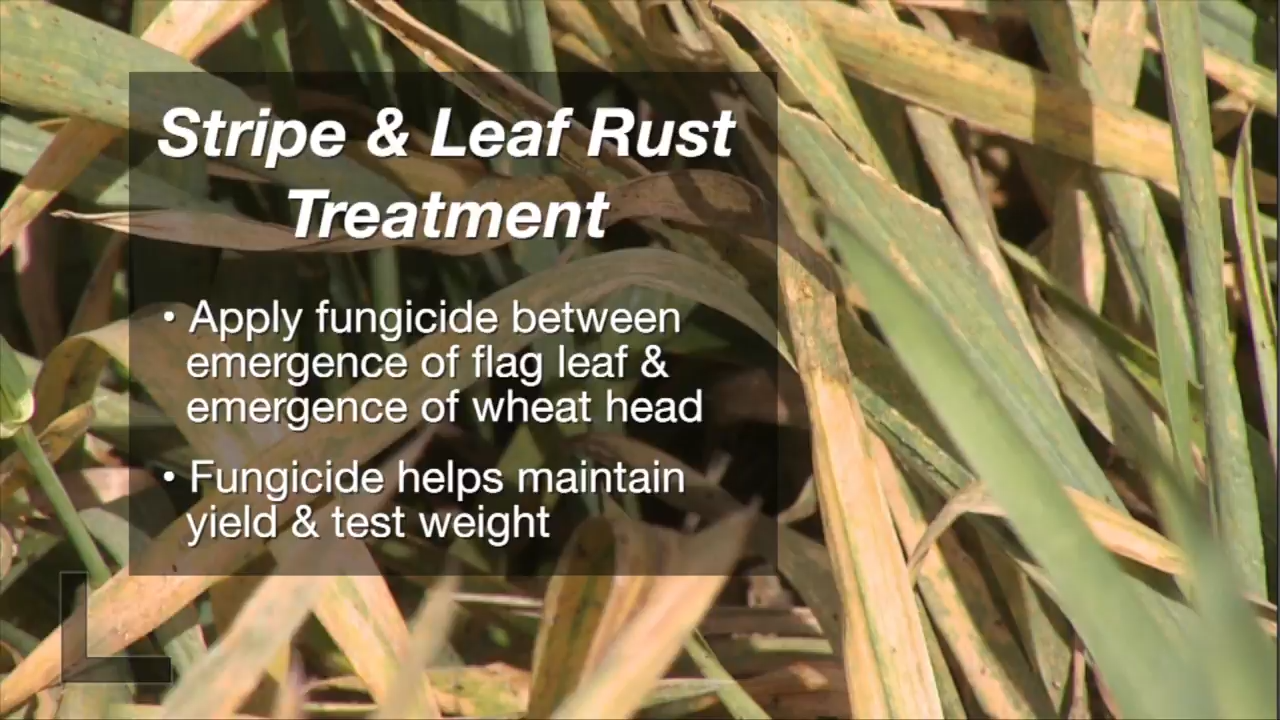 Stripe & Leaf Rust
Treatment
• Apply fungicide between
emergence of flag leaf &
emergence of wheat head
• Fungicide helps maintain
yield & test weight